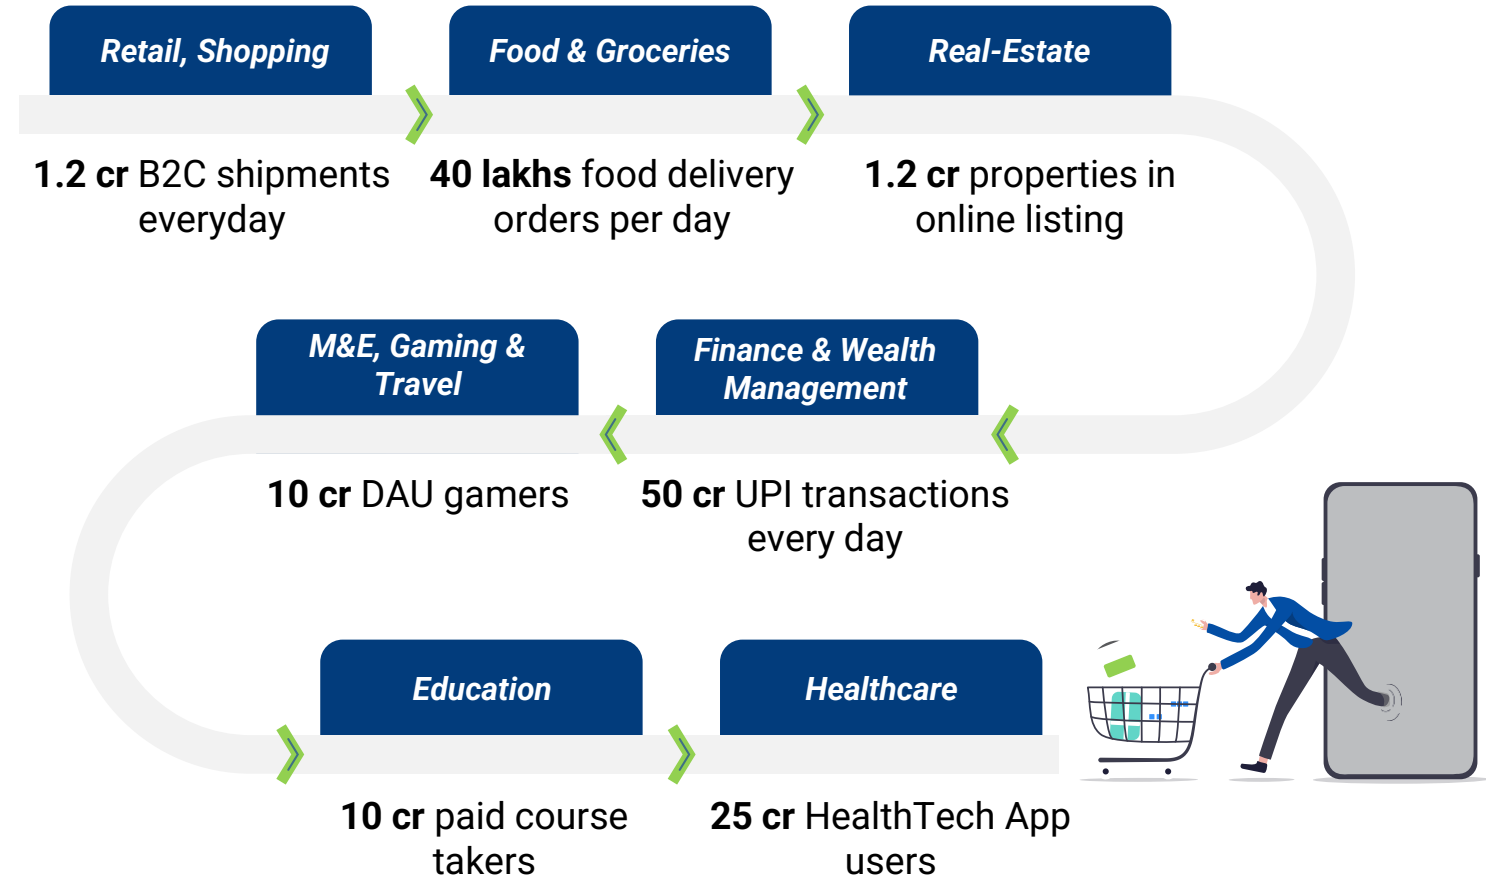 Retail, Shopping
1.2 cr B2C shipments
everyday
Food & Groceries
40 lakhs food delivery
orders per day
Real-Estate
1.2 cr properties in
online listing
Finance & Wealth
Management
50 cr UPI transactions
every day
M&E, Gaming &
Travel
10 cr DAU gamers
Education
10 cr paid course
takers
Healthcare
25 cr HealthTech App
users